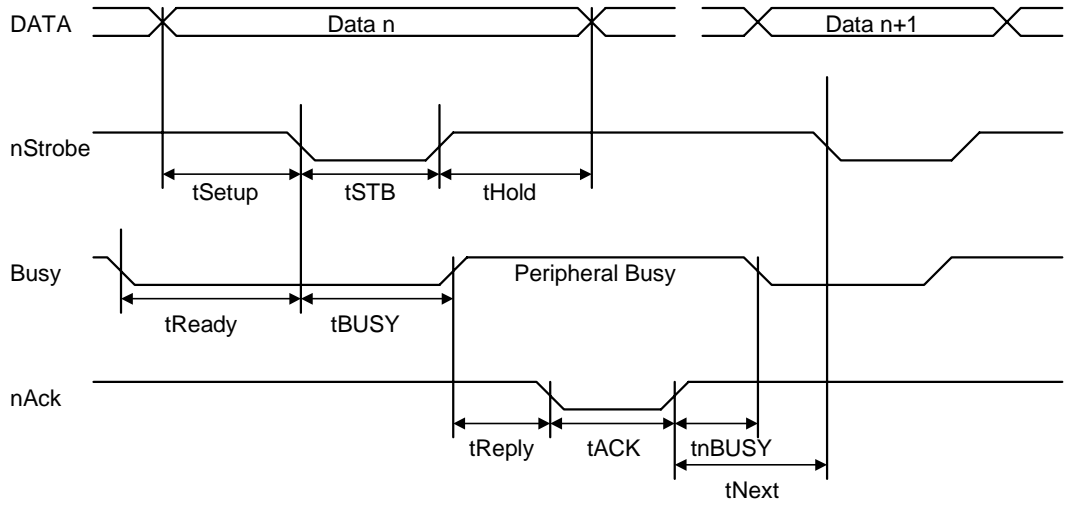 DATA
Data n
Data n+1
nStrobe
tSetup
tSTB
tHold
Busy
Peripheral Busy
tReady
tBUSY
nAck
tReply
tACK
tnBUSY
tNext